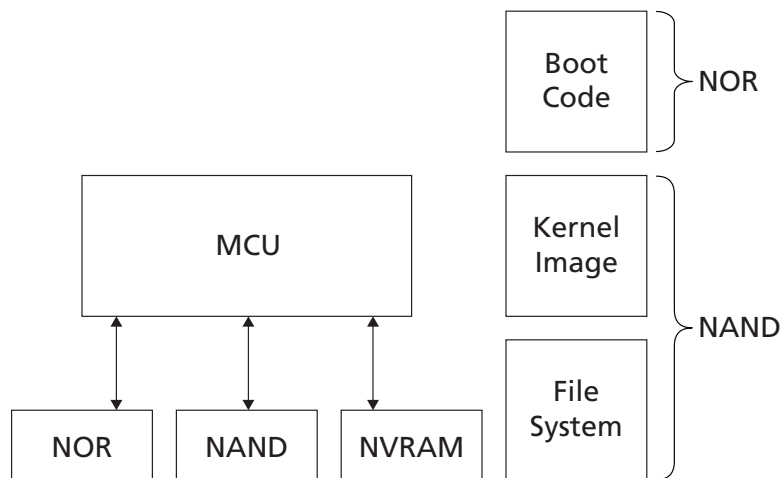 Boot
Code
NOR
MCU
Kernel
Image
NAND
File
System
NOR
NAND
NVRAM